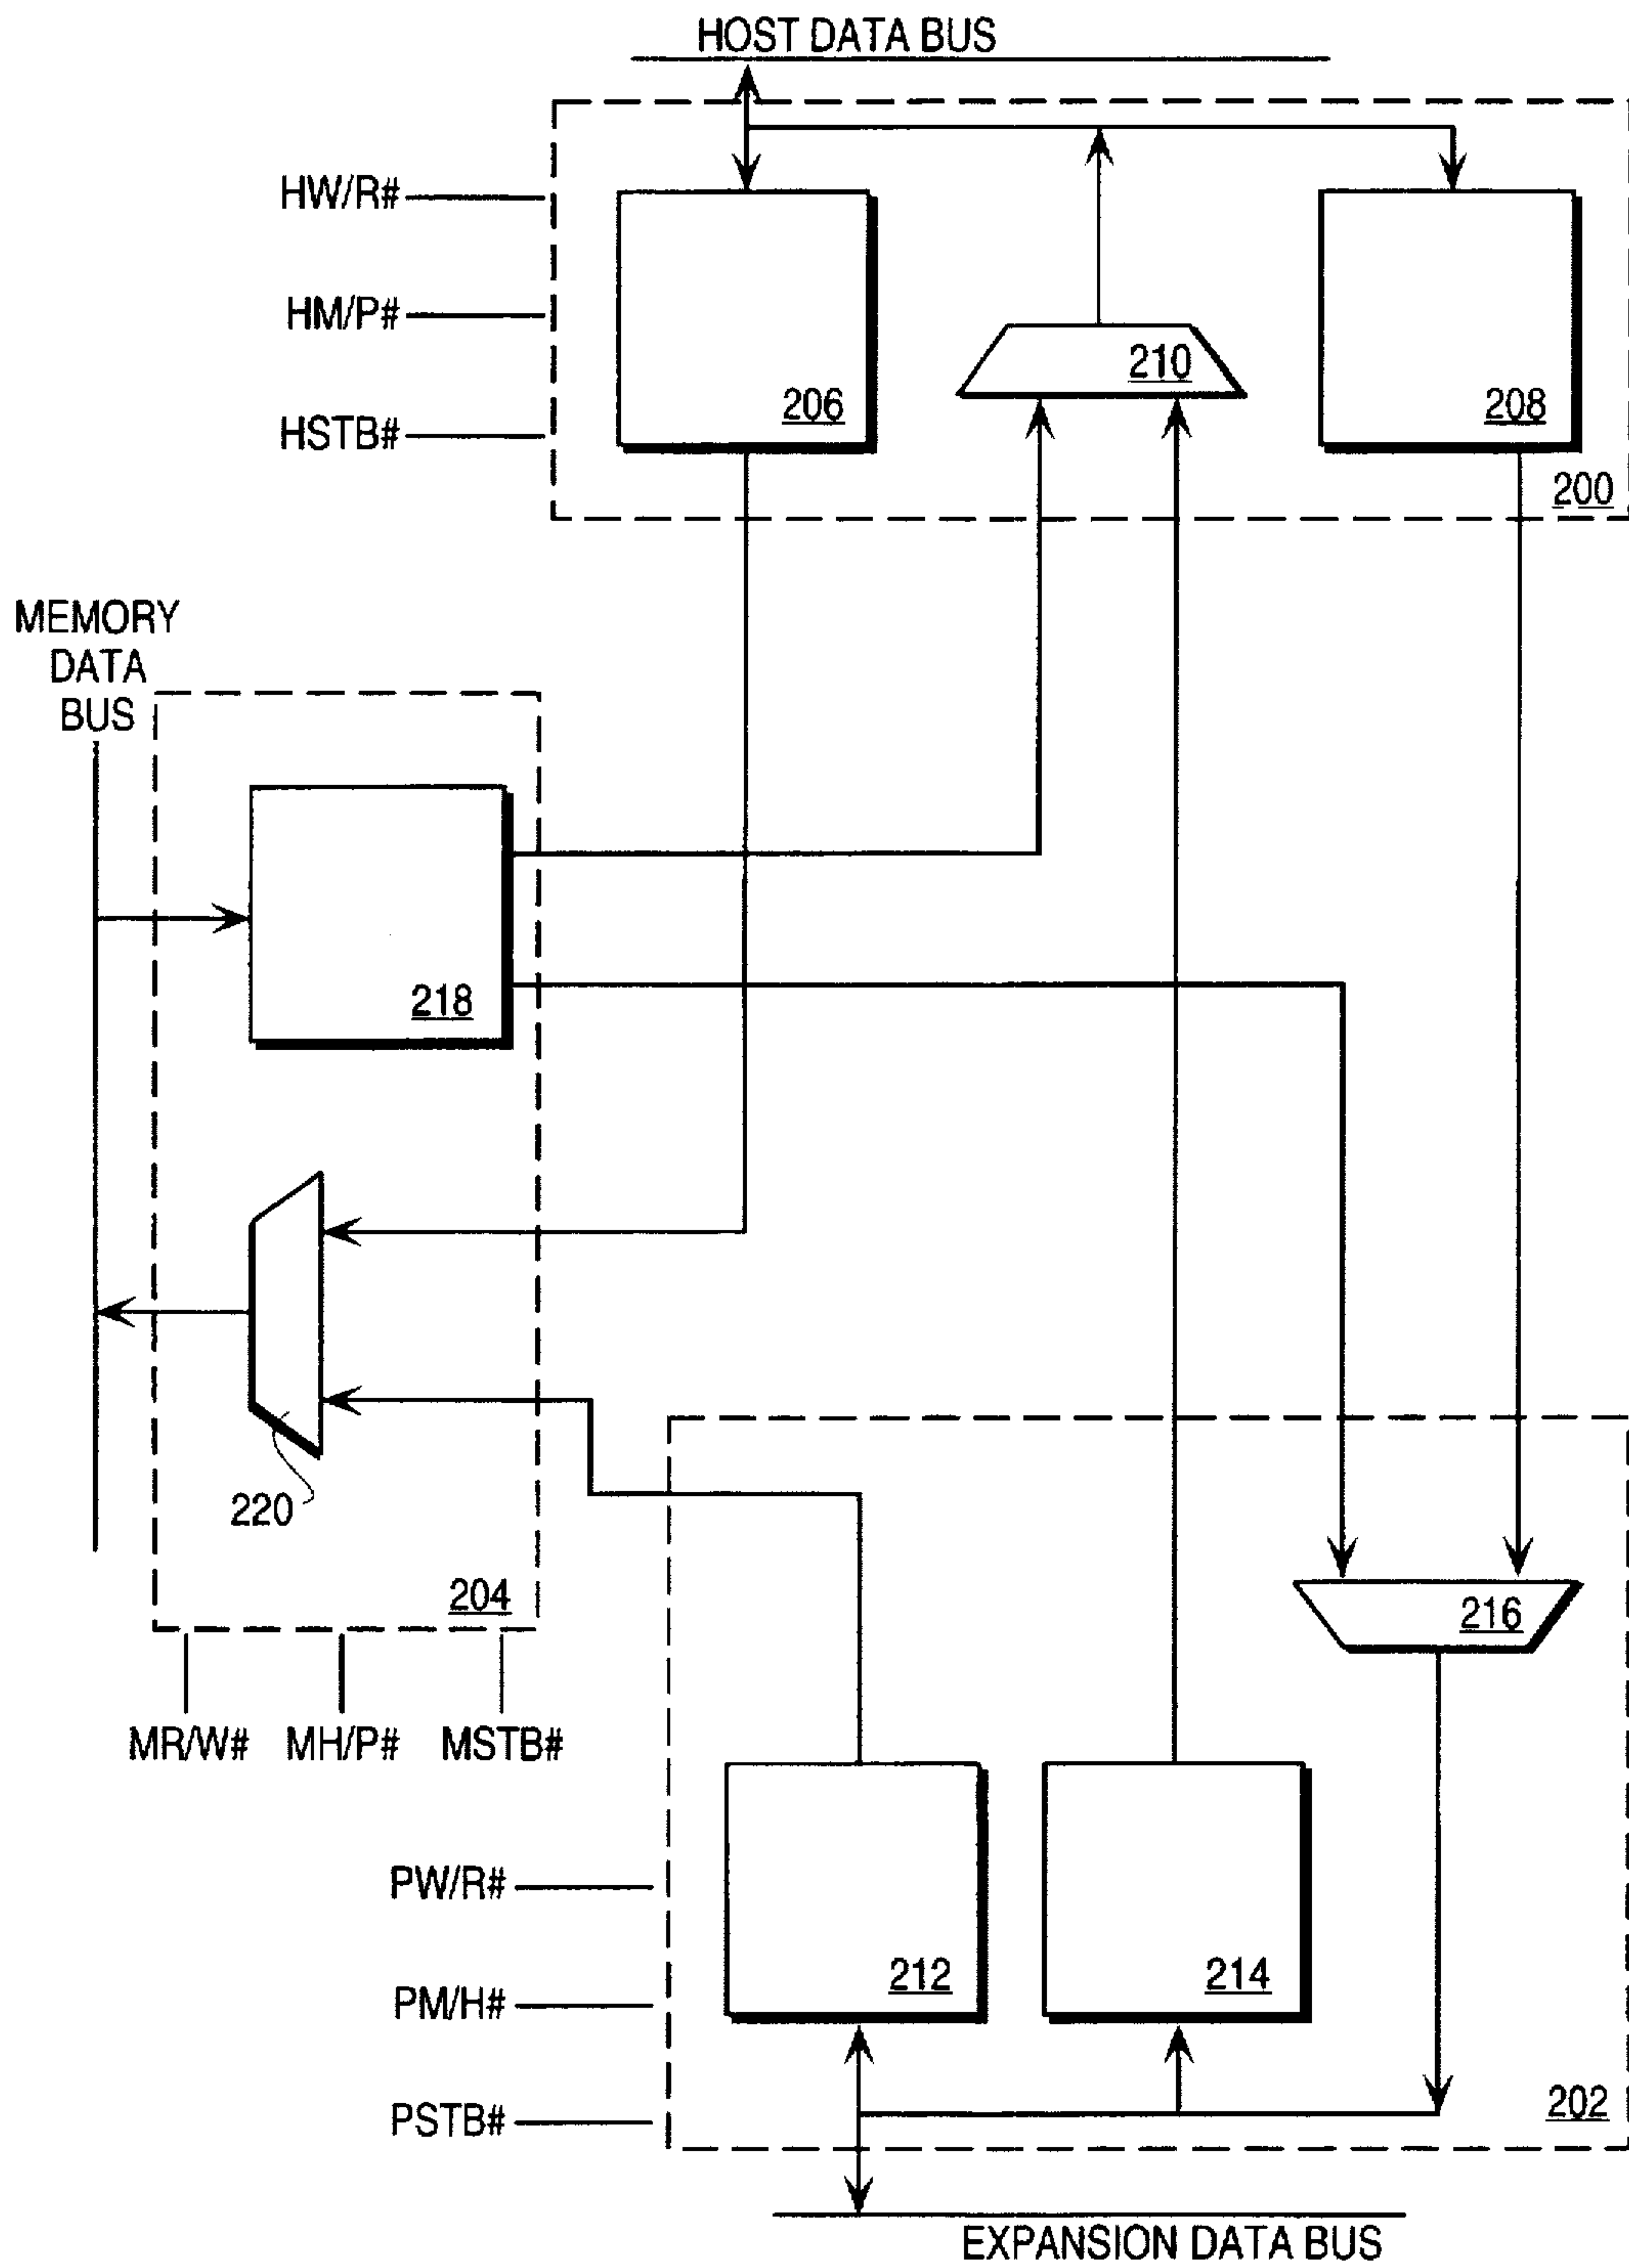 HOST DATA BUS
HW/R#
HM/P#
HSTB#
206
210
208
200
MEMORY
DATA
BUS
218
220
204
216
MR/W# MH/P# MSTB#
PW/R#
PM/H#
PSTB#
212
214
202
EXPANSION DATA BUS